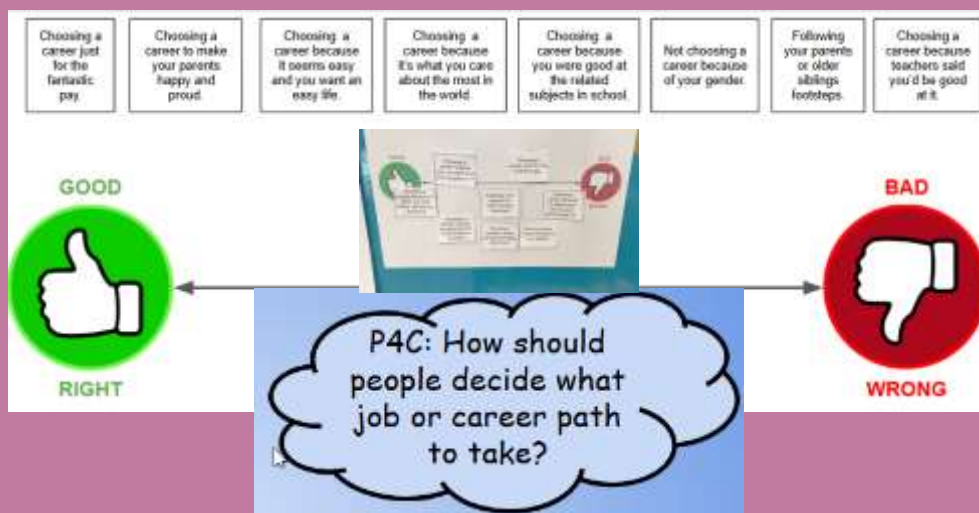 Choosing a
career just
for the
fantastic
pay.
Choosing a
career to make
your parents
happy and
proud.
Choosing a
career because
it seems easy
and you want an
easy life.
Choosing a
career because
it's what you care
about the most in
the world.
Choosing a
career because
you were good at
the related
subjects in school.
Not choosing a
career because
of your gender.
Following
your parents
or older
siblings
footsteps.
Choosing a
career because
teachers said
you'd be good
at it.
GOOD
BAD
RIGHT
WRONG
P4C: How should
people decide what
job or career path
to take?